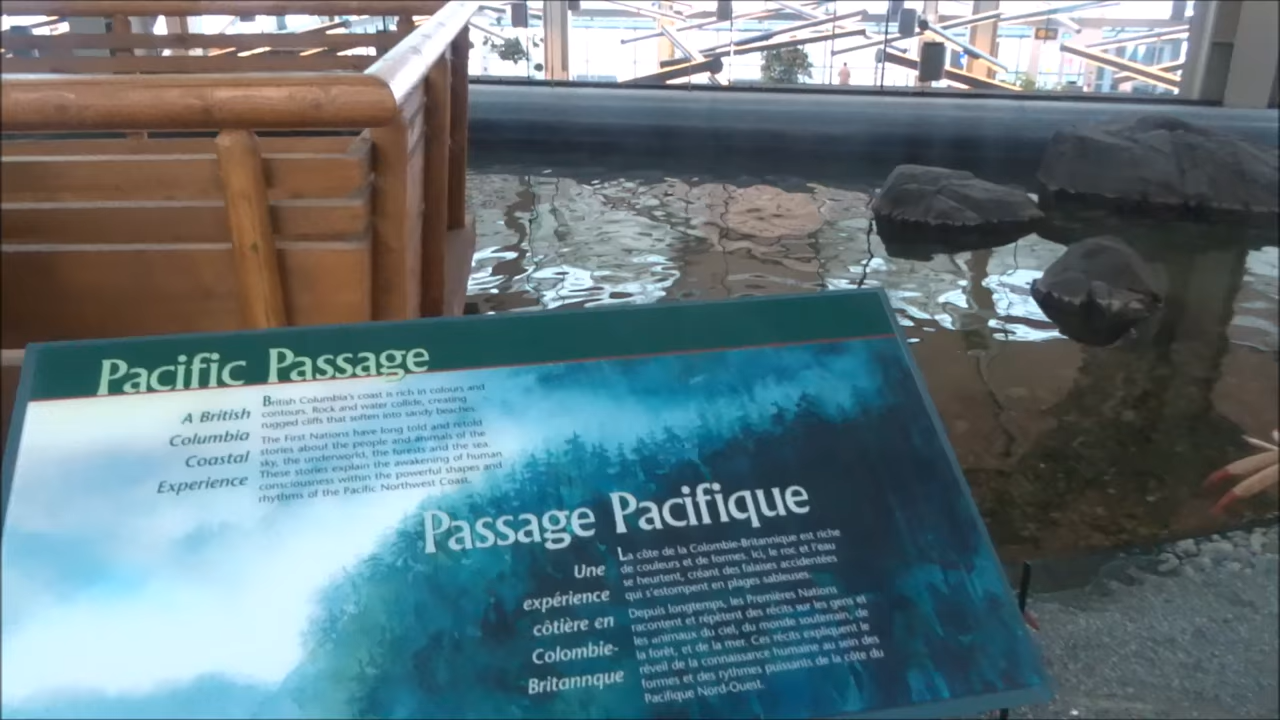 Pacific Passage
A British
Columbia
Coastal
Experience
British Columbia's coast is rich in colours and
contours. Rock and water collide, creating
rugged cliffs that soften into sandy beaches.
The First Nations have long told and retold
stories about the people and animals of the
sky, the underworld, the forests and the sea.
These stories explain the awakening of human
consciousness within the powerful shapes and
rhythms of the Pacific Northwest Coast.
Passage Pacifique
Une
expérience
côtière en
Colombie-
Britannque
La côte de la Colombie-Britannique est riche
de couleurs et de formes. Ici, le roc et l'eau
se heurtent, créant des falaises accidentées
qui s'estompent en plages sableuses.
Depuis longtemps, les Premières Nations
racontent et répètent des récits sur les gens et
les animaux du ciel, du monde souterrain, de
la forêt, et de la mer. Ces récits expliquent le
réveil de la connaissance humaine au sein des
formes et des rythmes puissants de la côte du
Pacifique Nord-Ouest.